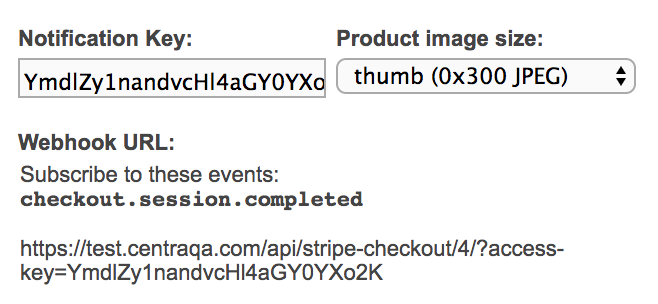 Notification Key: Product image size:
YmdlZy1nandvcHl4aGY0YXo thumb (0x300 JPEG)
Webhook URL:
Subscribe to these events:
checkout.session.completed
https://test.centraqa.com/api/stripe-checkout/4/?access-
key=YmdlZy1nandvcHl4aGY0YXo2K